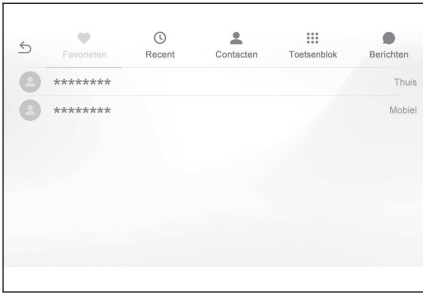 Favorieten Recent Contacten Toetsenblok Berichten
******** Thuis
******** Mobiel